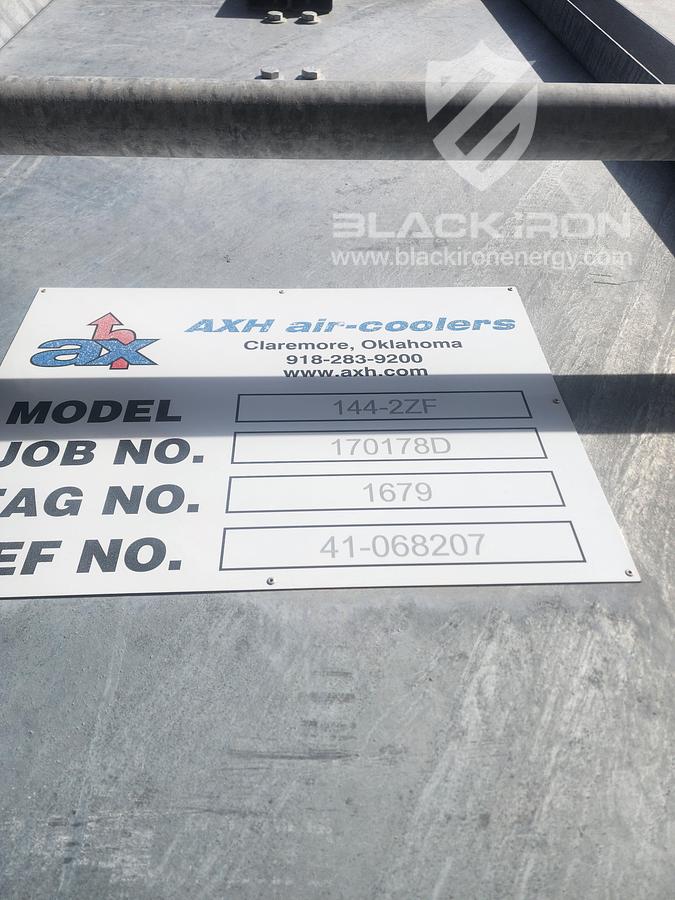 BLACK IRON
www.blackironenergy.com
ax
AXH air-coolers
Claremore, Oklahoma
918-283-9200
www.axh.com
MODEL 144-2ZF
JOB NO. 170178D
TAG NO. 1679
EF NO. 41-068207